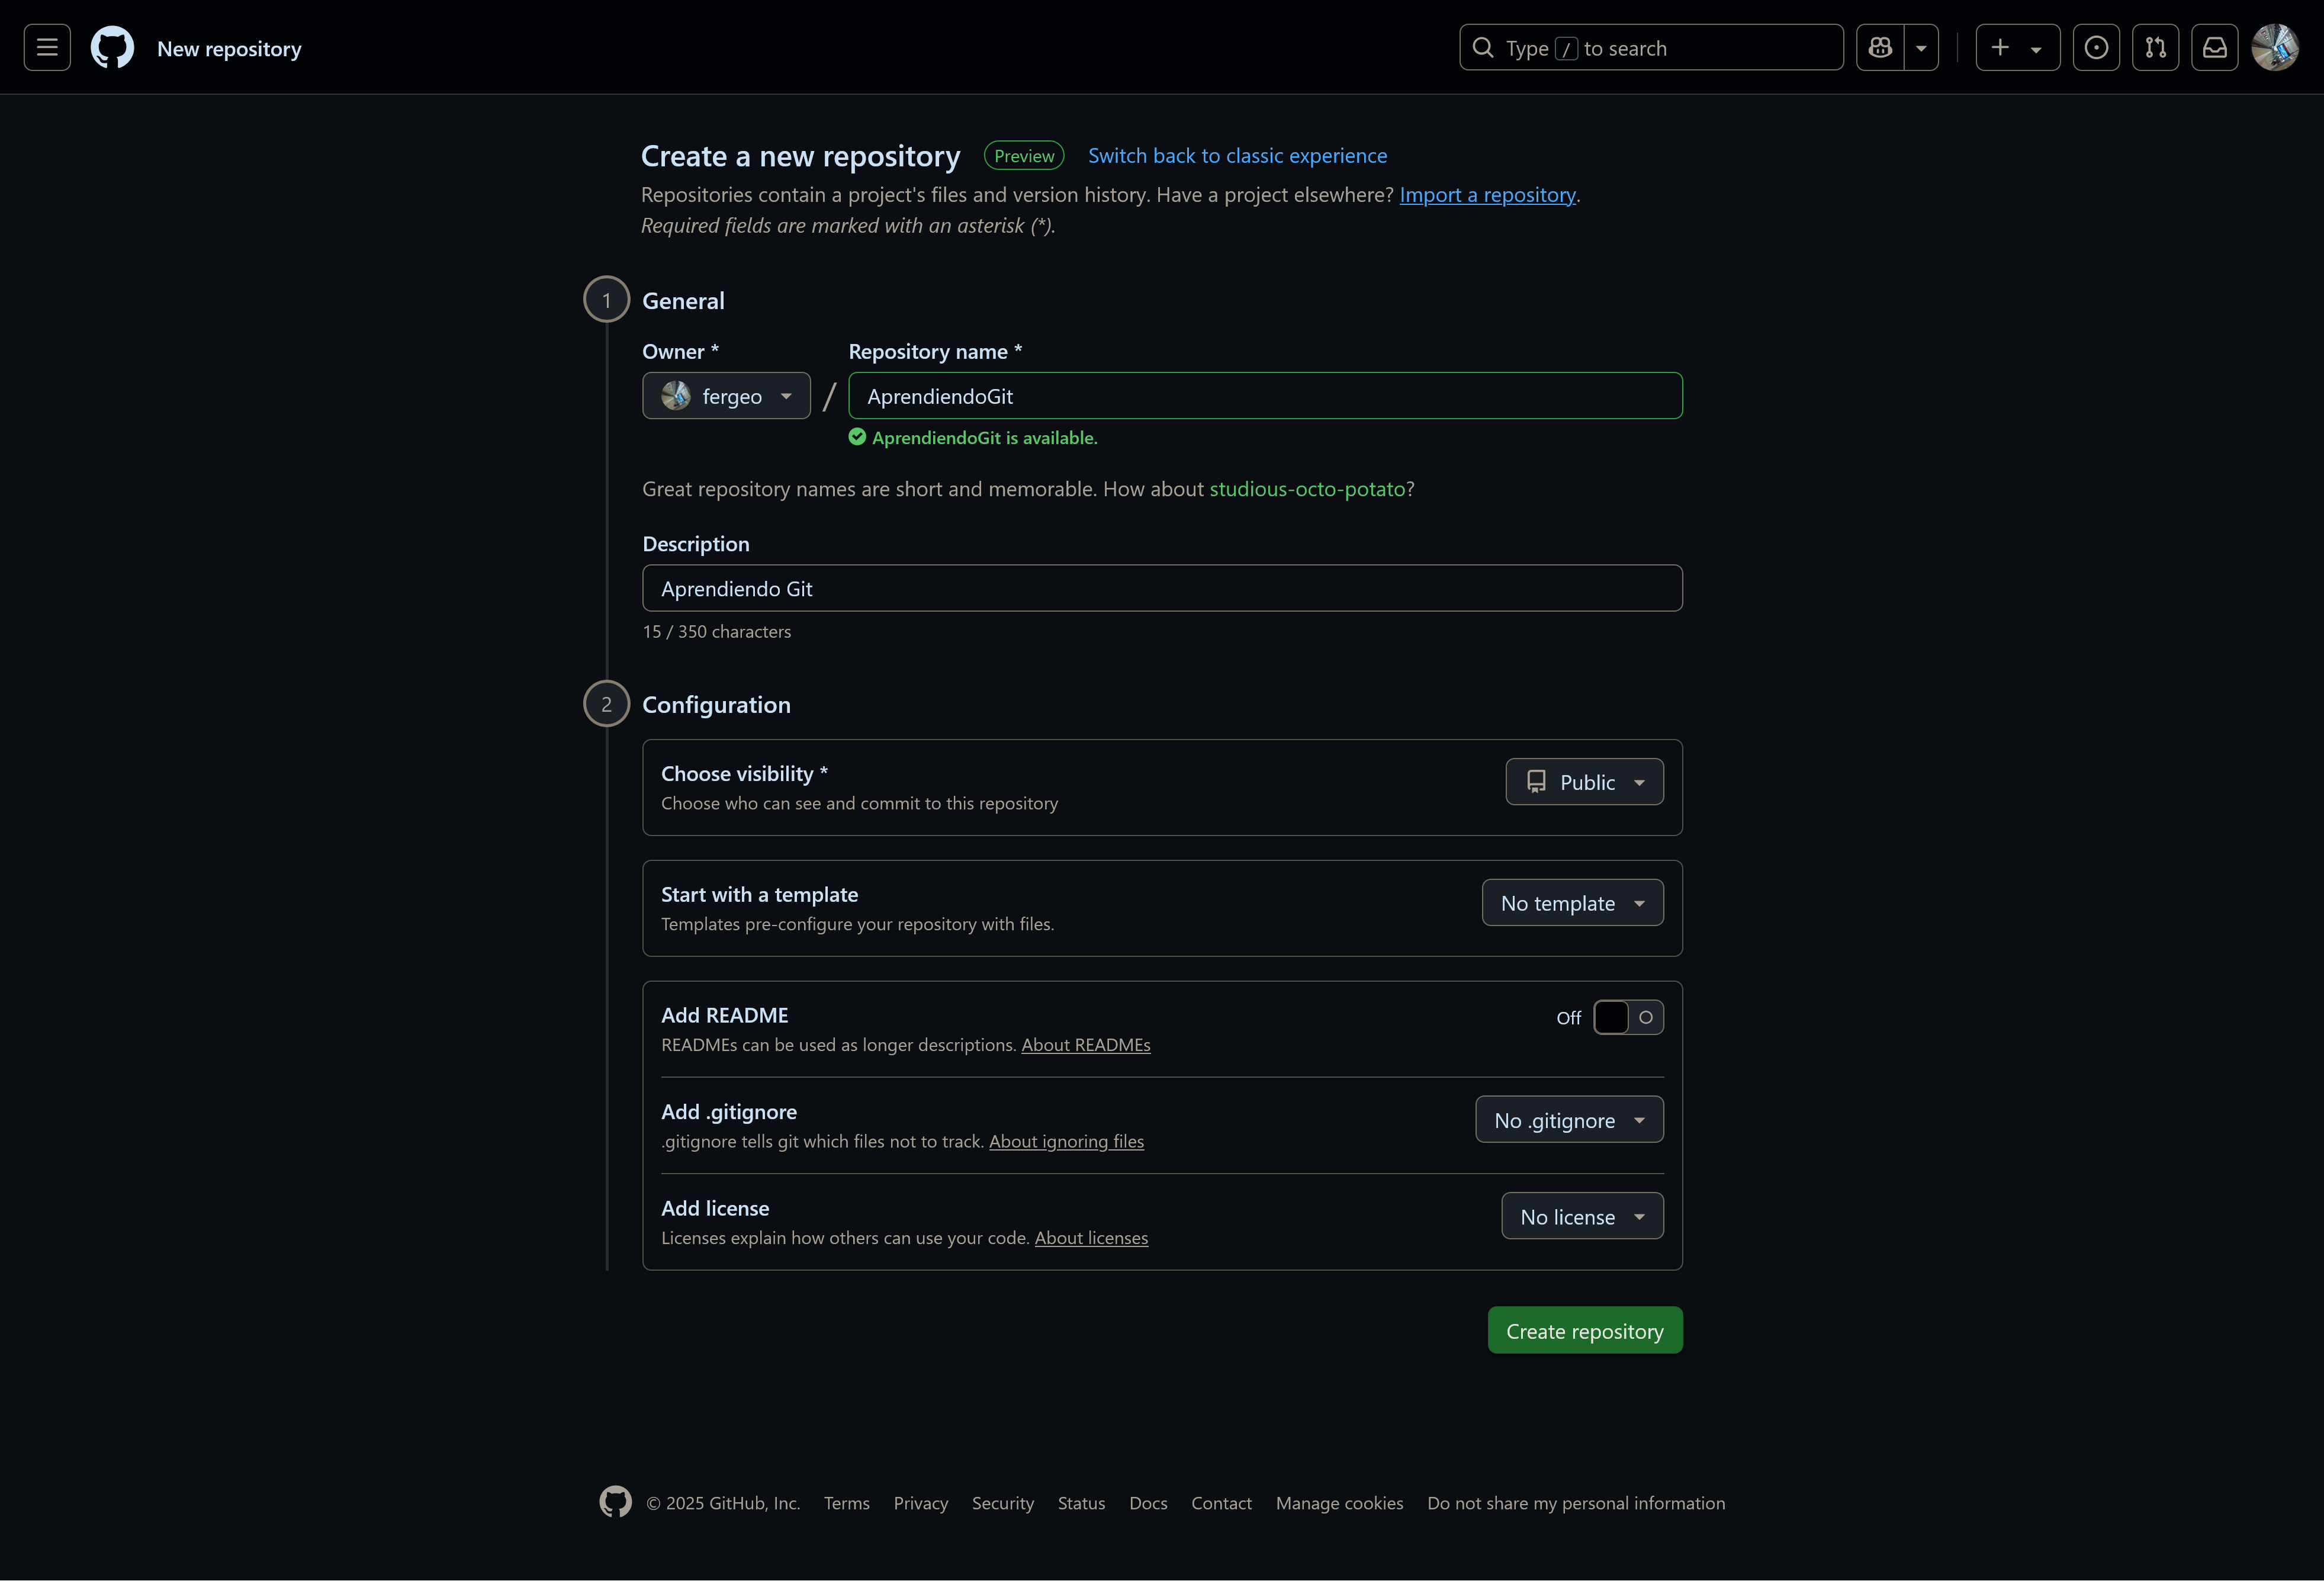 New repository
Type / to search
Create a new repository Preview Switch back to classic experience
Repositories contain a project's files and version history. Have a project elsewhere? Import a repository.
Required fields are marked with an asterisk (*).
1 General
Owner * Repository name *
fergeo / AprendiendoGit
AprendiendoGit is available.
Great repository names are short and memorable. How about studious-octo-potato?
Description
Aprendiendo Git
15 / 350 characters
2 Configuration
Choose visibility *
Choose who can see and commit to this repository
Public
Start with a template
Templates pre-configure your repository with files.
No template
Add README
READMEs can be used as longer descriptions. About READMEs
Off
Add .gitignore
.gitignore tells git which files not to track. About ignoring files
No .gitignore
Add license
Licenses explain how others can use your code. About licenses
No license
Create repository
© 2025 GitHub, Inc. Terms Privacy Security Status Docs Contact Manage cookies Do not share my personal information